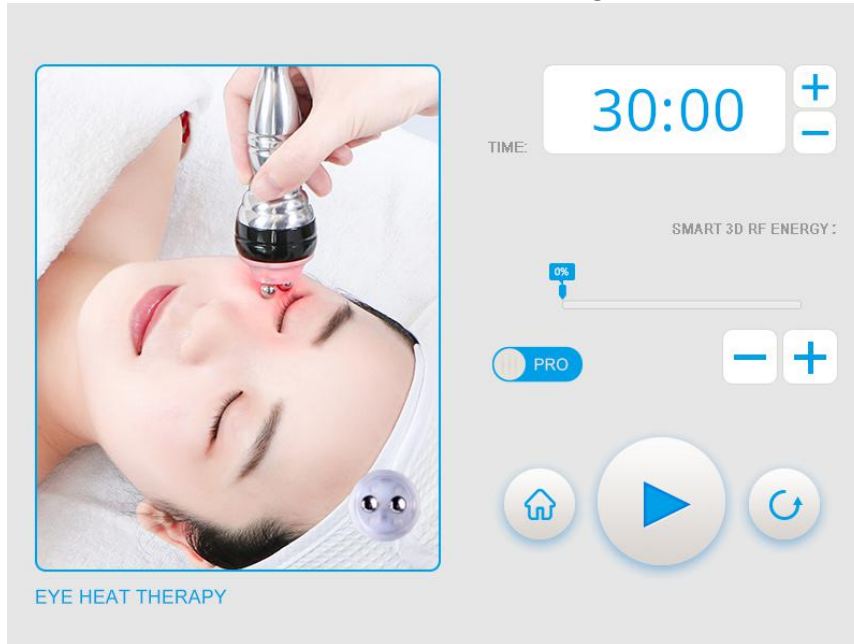 30:00
TIME:
SMART 3D RF ENERGY :
0%
PRO
EYE HEAT THERAPY